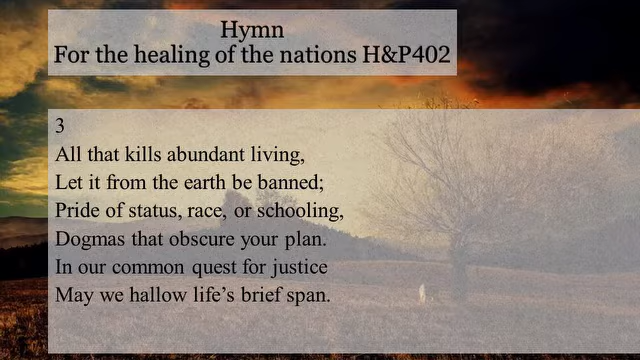 Hymn
For the healing of the nations H&P402
3
All that kills abundant living,
Let it from the earth be banned;
Pride of status, race, or schooling,
Dogmas that obscure your plan.
In our common quest for justice
May we hallow life’s brief span.